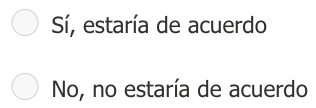 Sí, estaría de acuerdo
No, no estaría de acuerdo